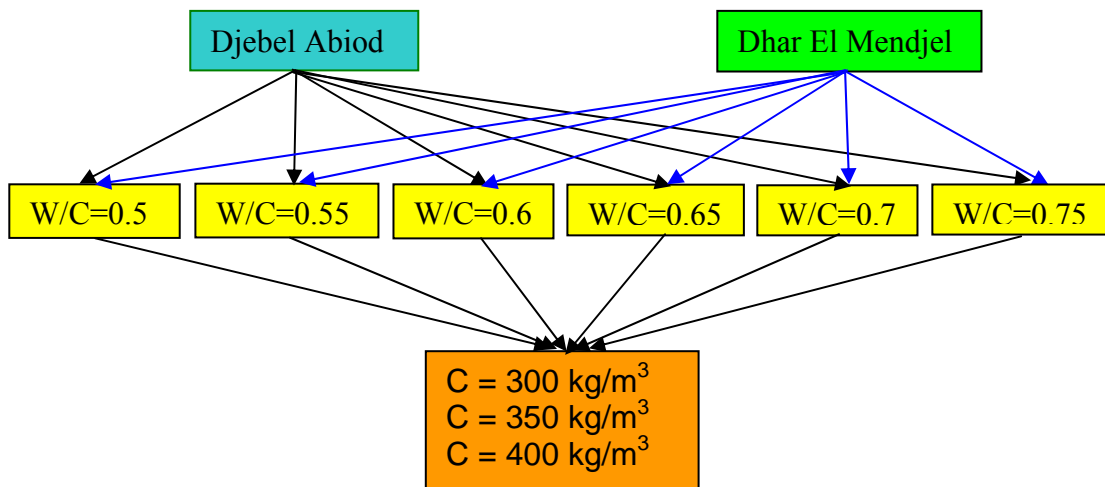 Djebel Abiod
Dhar El Mendjel
W/C=0.5
W/C=0.55
W/C=0.6
W/C=0.65
W/C=0.7
W/C=0.75
C = 300 kg/m³
C = 350 kg/m³
C = 400 kg/m³